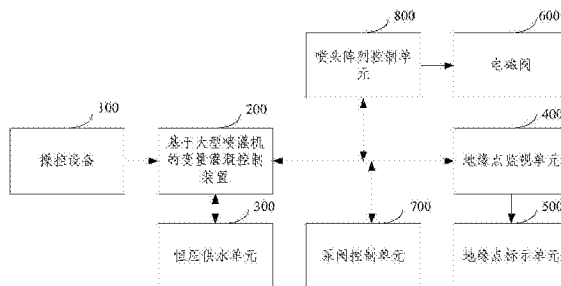 800
600
喷头阵列控制单
元
电磁阀
100
200
400
操控设备
基于大型喷灌机
的变量灌溉控制
装置
地缘点监视单元
300
700
500
恒压供水单元
泵阀控制单元
地缘点标示单元